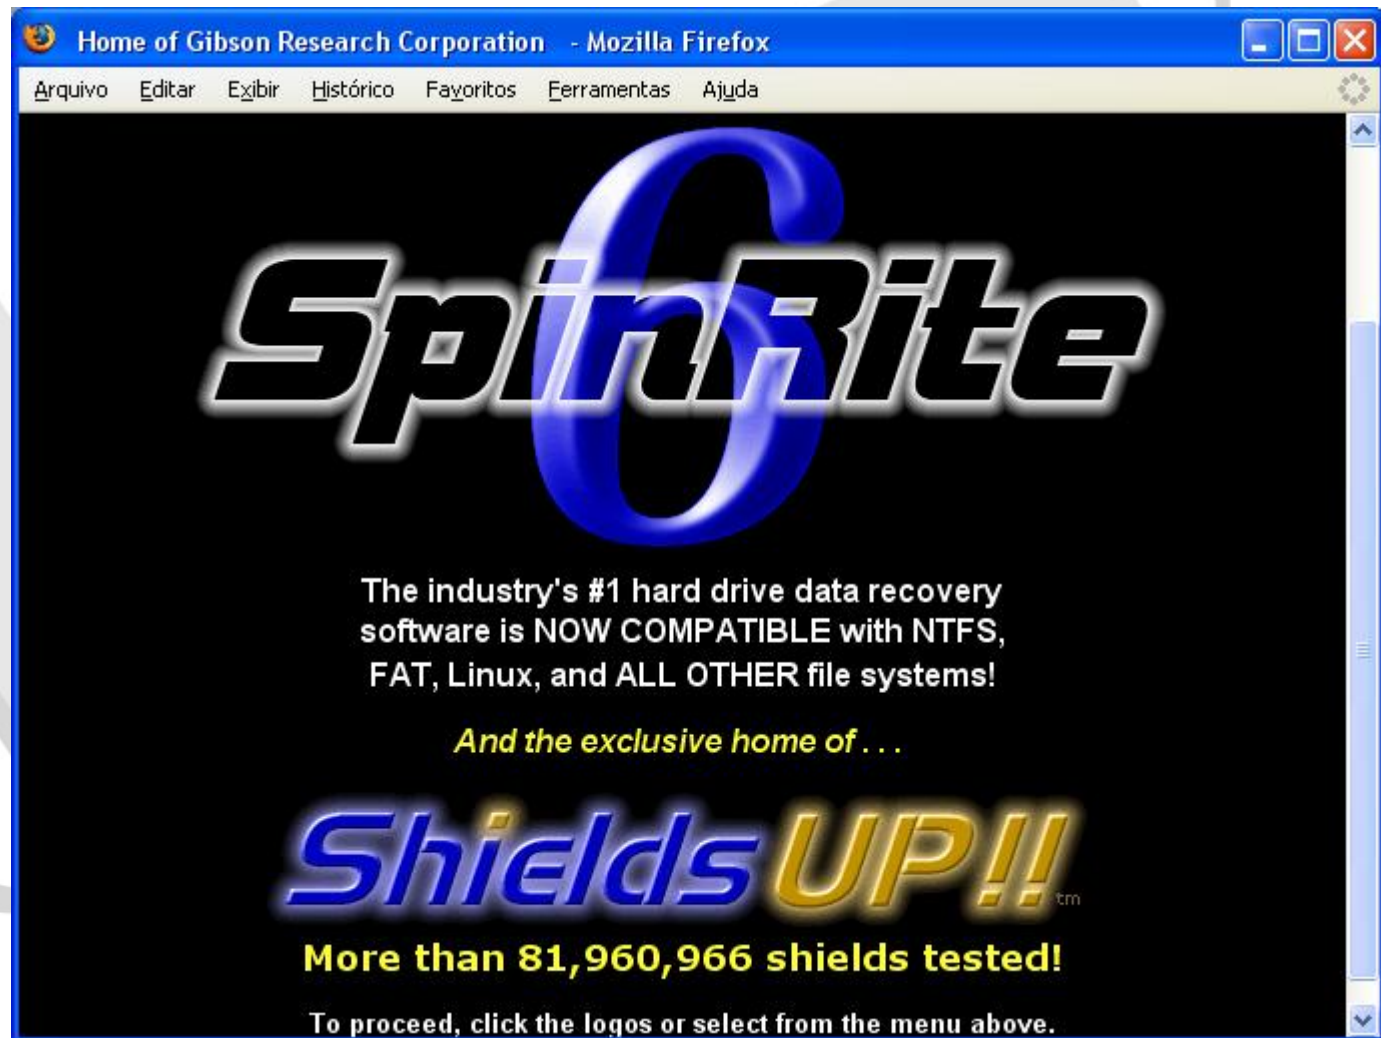 Home of Gibson Research Corporation - Mozilla Firefox
Arquivo Editar Exibir Histórico Favoritos Ferramentas Ajuda
6
SpinRite
The industry's #1 hard drive data recovery
software is NOW COMPATIBLE with NTFS,
FAT, Linux, and ALL OTHER file systems!
And the exclusive home of . . .
ShieldsUP!! tm
More than 81,960,966 shields tested!
To proceed, click the logos or select from the menu above.